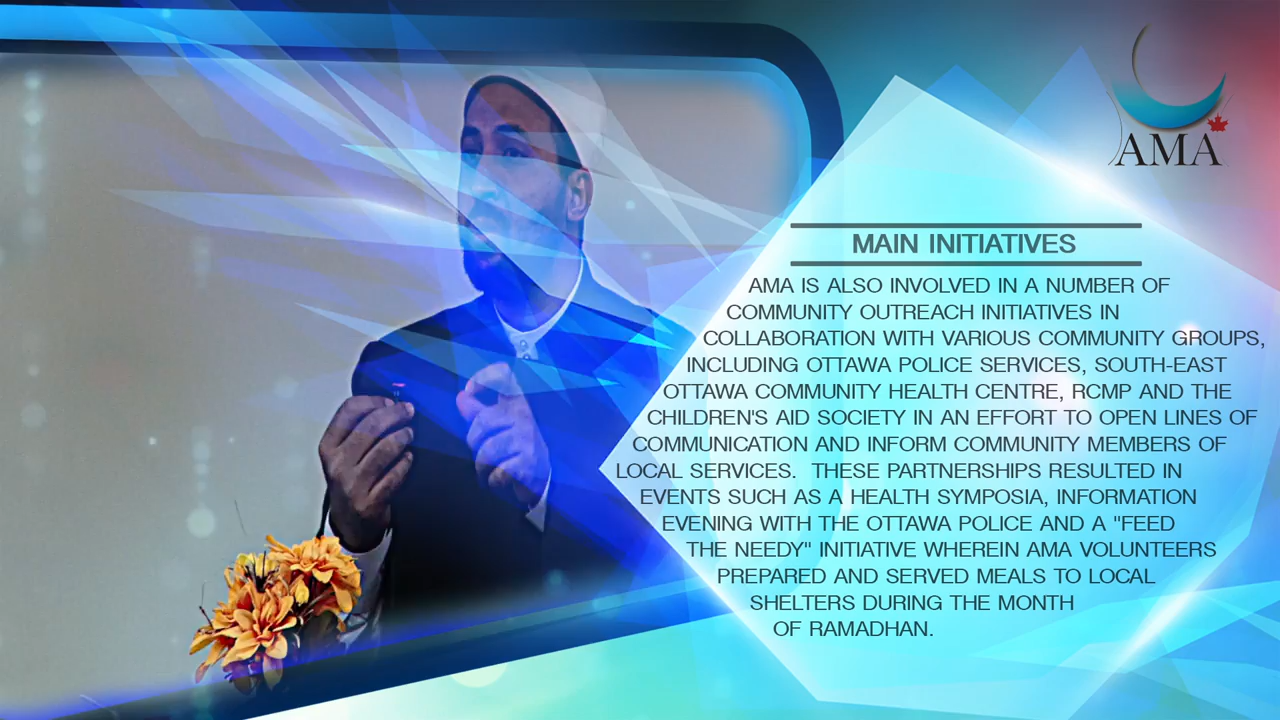 AMA
MAIN INITIATIVES
AMA IS ALSO INVOLVED IN A NUMBER OF
COMMUNITY OUTREACH INITIATIVES IN
COLLABORATION WITH VARIOUS COMMUNITY GROUPS,
INCLUDING OTTAWA POLICE SERVICES, SOUTH-EAST
OTTAWA COMMUNITY HEALTH CENTRE, RCMP AND THE
CHILDREN'S AID SOCIETY IN AN EFFORT TO OPEN LINES OF
COMMUNICATION AND INFORM COMMUNITY MEMBERS OF
LOCAL SERVICES.  THESE PARTNERSHIPS RESULTED IN
EVENTS SUCH AS A HEALTH SYMPOSIA, INFORMATION
EVENING WITH THE OTTAWA POLICE AND A "FEED
THE NEEDY" INITIATIVE WHEREIN AMA VOLUNTEERS
PREPARED AND SERVED MEALS TO LOCAL
SHELTERS DURING THE MONTH
OF RAMADHAN.